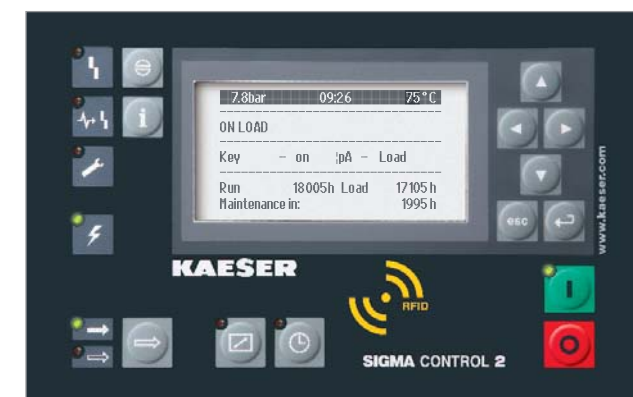 7.8bar 09:26 75°C
ON LOAD
Key - on ¦pA - Load
Run 18005h Load 17105h
Maintenance in: 1995h
esc
www.kaeser.com
KAESER
RFID
SIGMA CONTROL 2